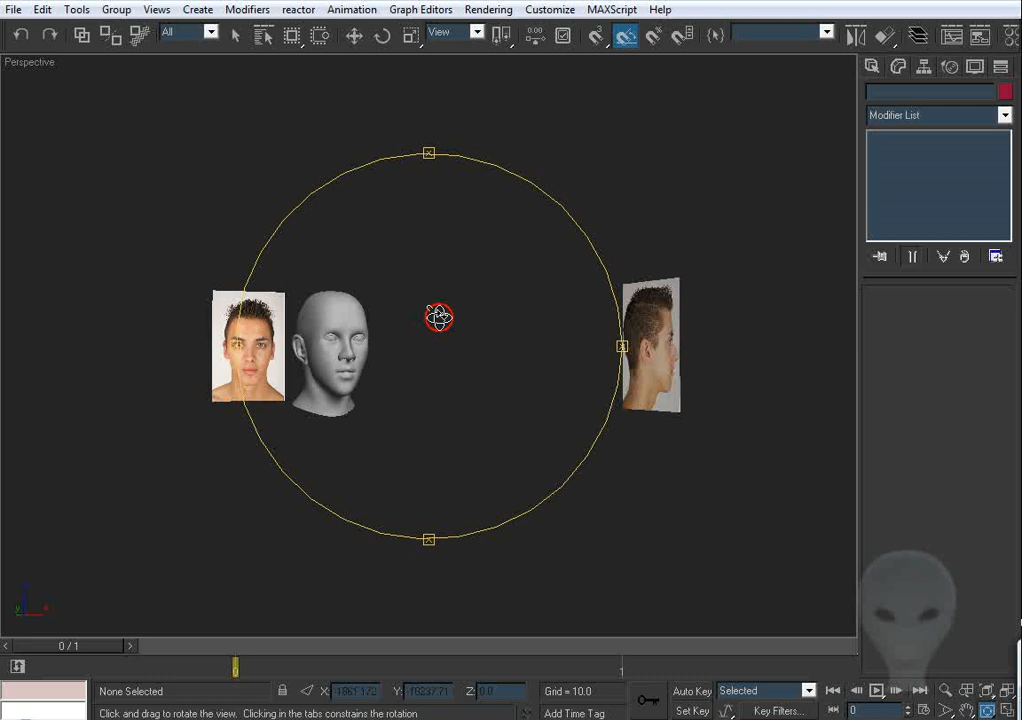 File Edit Tools Group Views Create Modifiers reactor Animation Graph Editors Rendering Customize MAXScript Help
All View
Perspective
Modifier List
0 / 1
None Selected X: Y: Z: 0.0 Grid = 10.0 Auto Key Selected
Click and drag to rotate the view. Clicking in the tabs constrains the rotation Add Time Tag Set Key Key Filters... 0